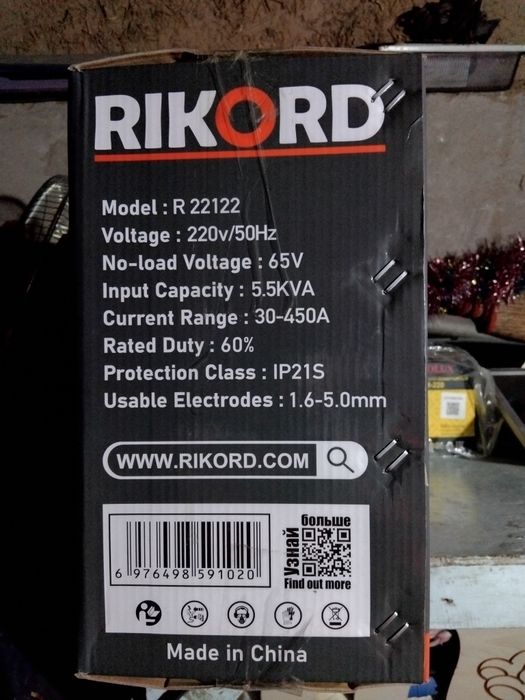 RIKORD
Model : R 22122
Voltage : 220v/50Hz
No-load Voltage : 65V
Input Capacity : 5.5KVA
Current Range : 30-450A
Rated Duty : 60%
Protection Class : IP21S
Usable Electrodes : 1.6-5.0mm
WWW.RIKORD.COM
6 976498 591020
Узнай
больше
Find out more
Made in China